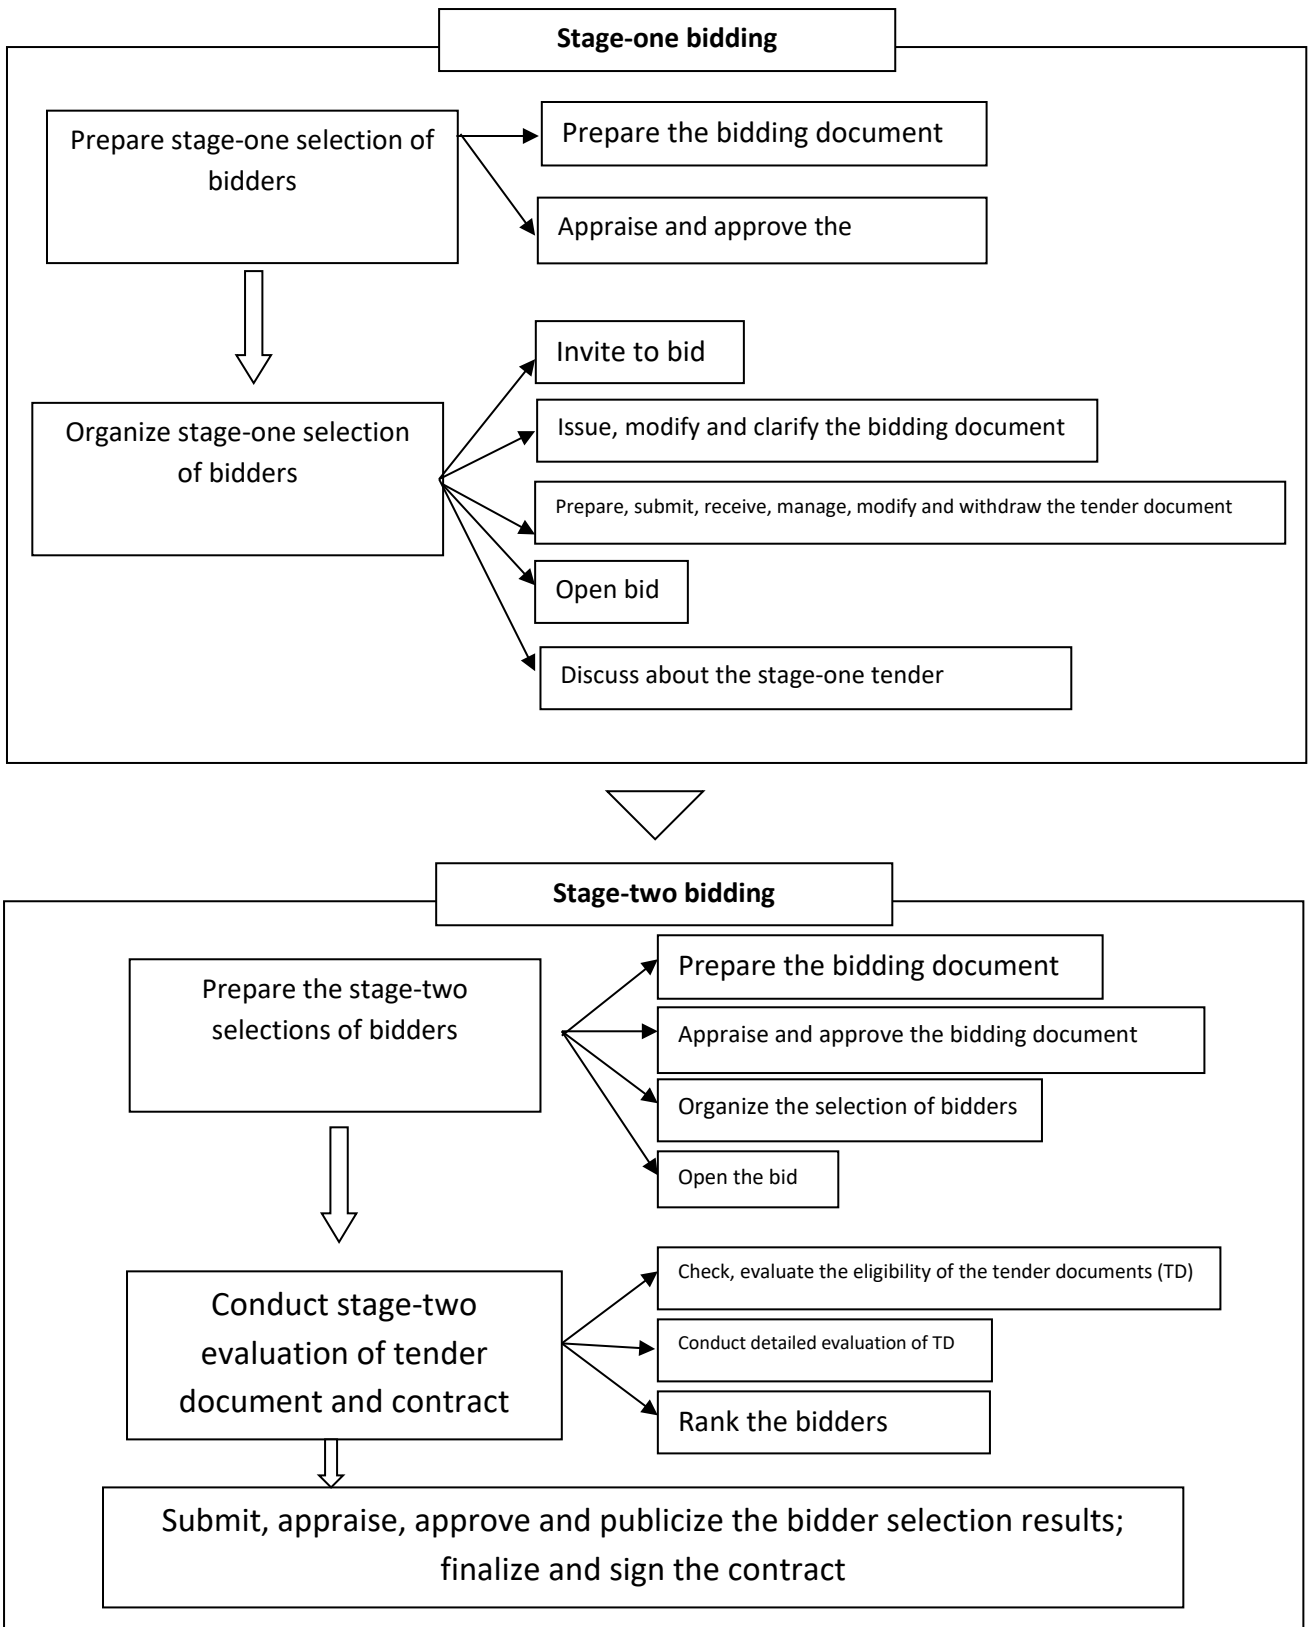 Stage-one bidding
Prepare stage-one selection of
bidders
Prepare the bidding document
Appraise and approve the
Invite to bid
Organize stage-one selection
of bidders
Issue, modify and clarify the bidding document
Prepare, submit, receive, manage, modify and withdraw the tender document
Open bid
Discuss about the stage-one tender
Stage-two bidding
Prepare the stage-two
selections of bidders
Prepare the bidding document
Appraise and approve the bidding document
Organize the selection of bidders
Open the bid
Conduct stage-two
evaluation of tender
document and contract
Check, evaluate the eligibility of the tender documents (TD)
Conduct detailed evaluation of TD
Rank the bidders
Submit, appraise, approve and publicize the bidder selection results;
finalize and sign the contract